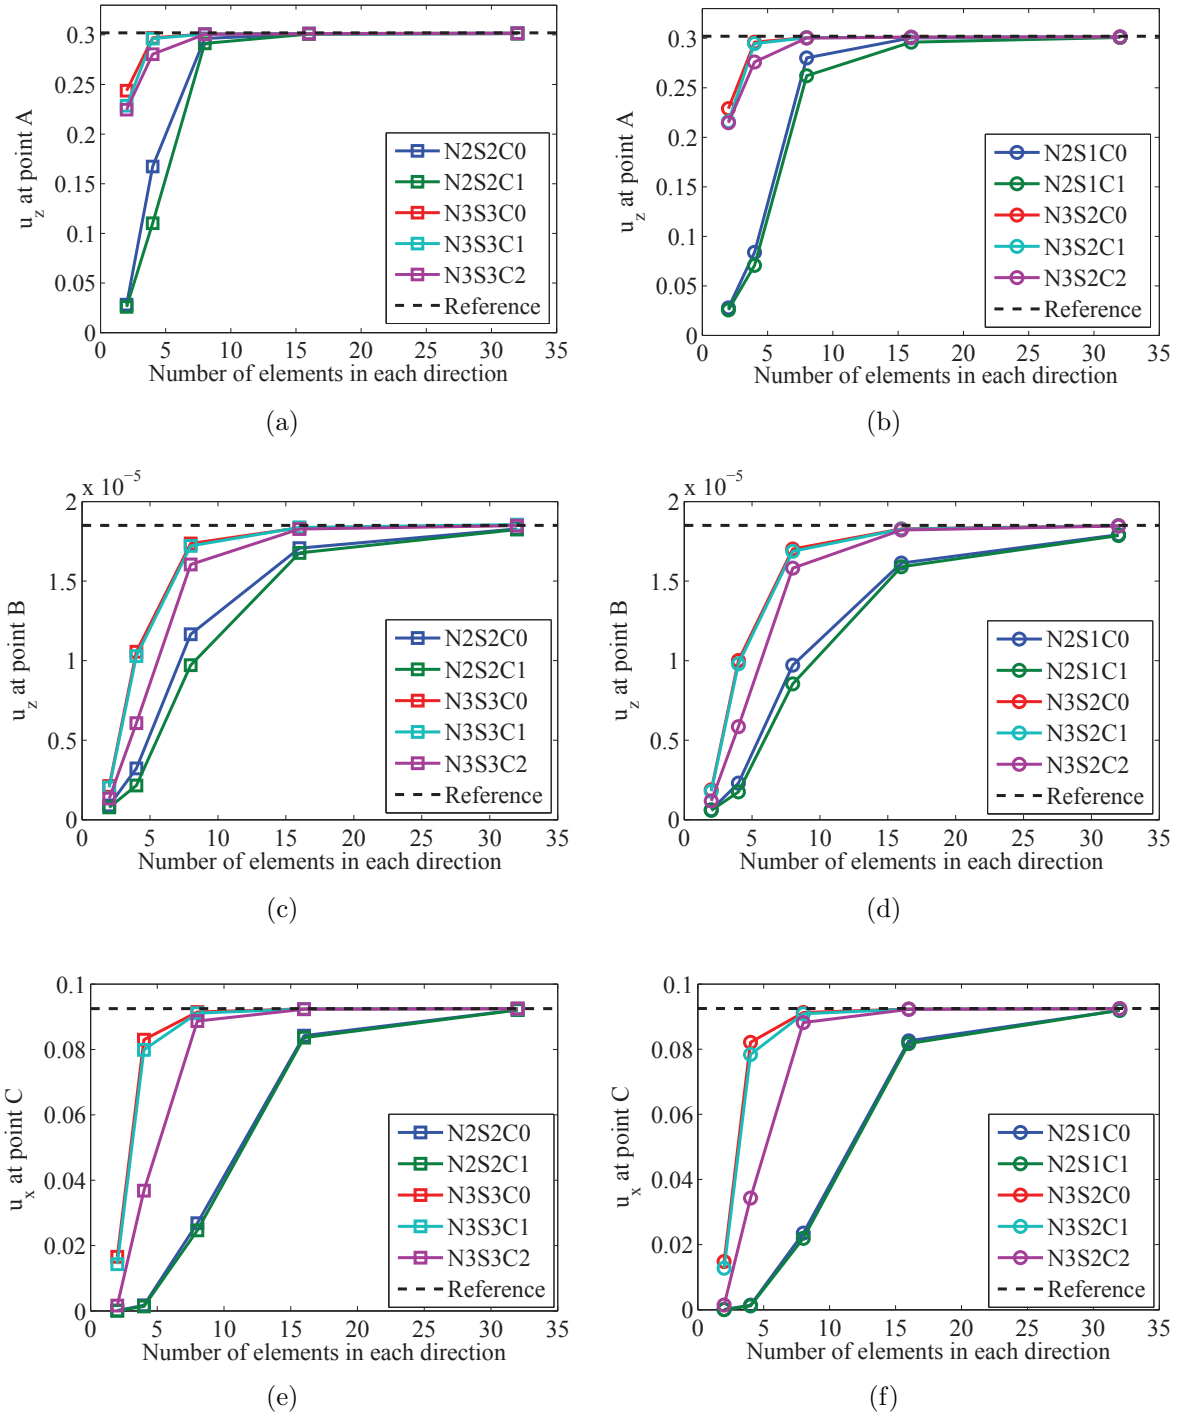 0.3
0.25
0.2
0.15
0.1
0.05
0
u_z at point A
N2S2C0
N2S2C1
N3S3C0
N3S3C1
N3S3C2
Reference
0 5 10 15 20 25 30 35
Number of elements in each direction
(a)
0.3
0.25
0.2
0.15
0.1
0.05
0
u_z at point A
N2S1C0
N2S1C1
N3S2C0
N3S2C1
N3S2C2
Reference
0 5 10 15 20 25 30 35
Number of elements in each direction
(b)
x 10⁻⁵
2
1.5
1
0.5
0
u_z at point B
N2S2C0
N2S2C1
N3S3C0
N3S3C1
N3S3C2
Reference
0 5 10 15 20 25 30 35
Number of elements in each direction
(c)
x 10⁻⁵
2
1.5
1
0.5
0
u_z at point B
N2S1C0
N2S1C1
N3S2C0
N3S2C1
N3S2C2
Reference
0 5 10 15 20 25 30 35
Number of elements in each direction
(d)
0.1
0.08
0.06
0.04
0.02
0
u_x at point C
N2S2C0
N2S2C1
N3S3C0
N3S3C1
N3S3C2
Reference
0 5 10 15 20 25 30 35
Number of elements in each direction
(e)
0.1
0.08
0.06
0.04
0.02
0
u_x at point C
N2S1C0
N2S1C1
N3S2C0
N3S2C1
N3S2C2
Reference
0 5 10 15 20 25 30 35
Number of elements in each direction
(f)